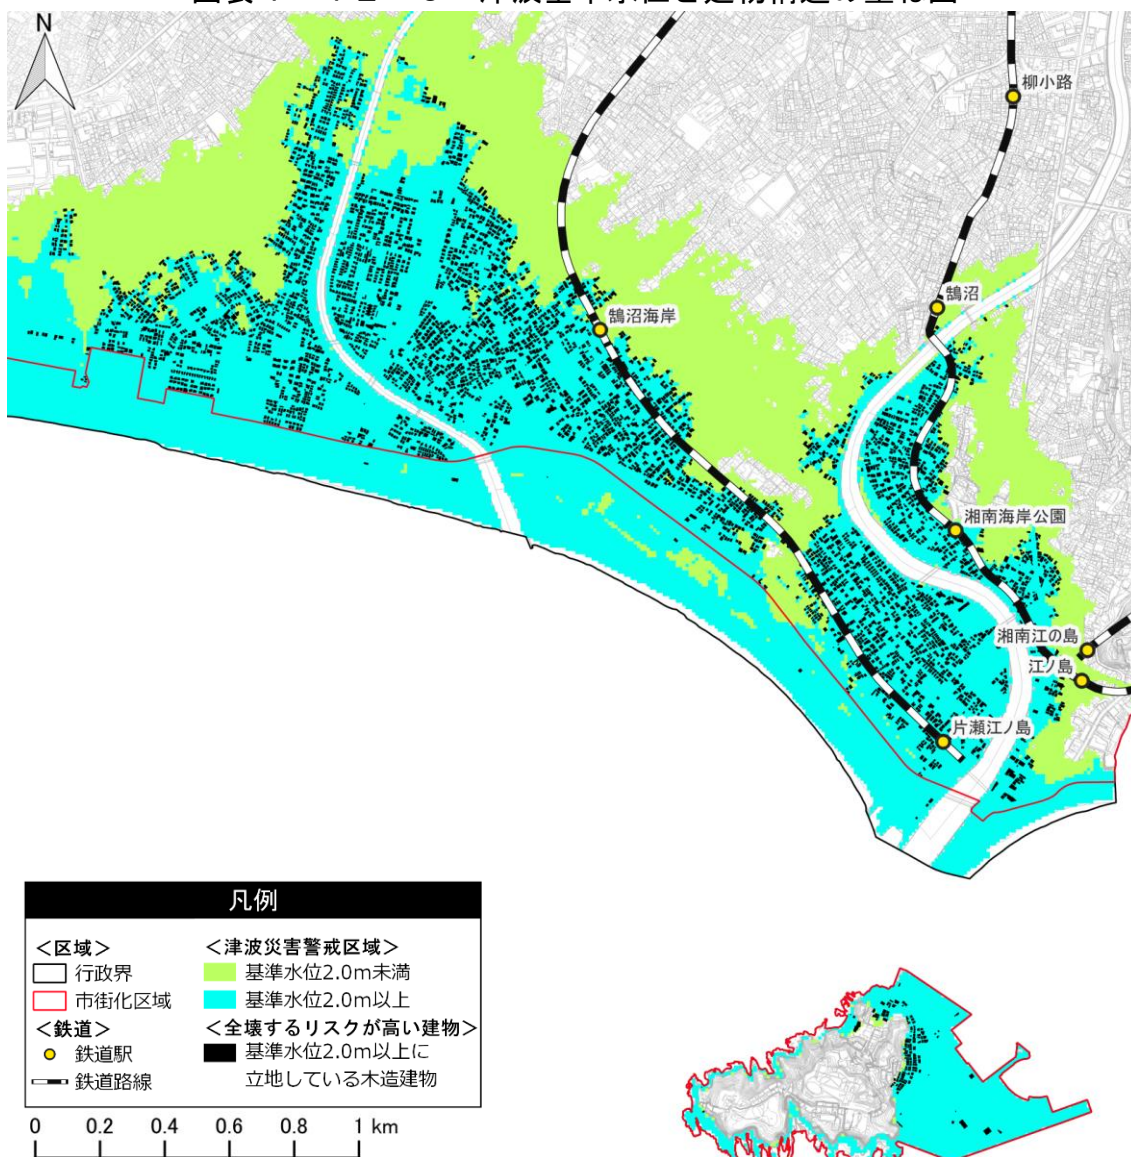 N
柳小路
鵠沼
鵠沼海岸
湘南海岸公園
湘南江の島
江ノ島
片瀬江ノ島
凡例
＜区域＞
行政界
市街化区域
＜鉄道＞
鉄道駅
鉄道路線
＜津波災害警戒区域＞
基準水位2.0m未満
基準水位2.0m以上
＜全壊するリスクが高い建物＞
基準水位2.0m以上に
立地している木造建物
0 0.2 0.4 0.6 0.8 1 km